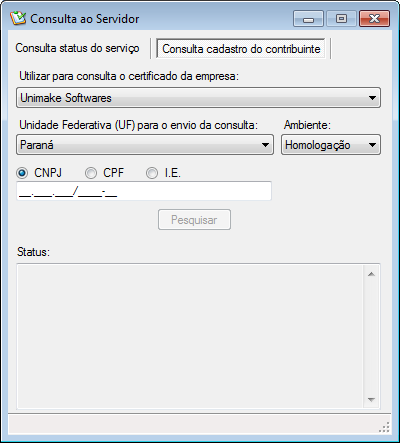 Consulta ao Servidor
Consulta status do serviço Consulta cadastro do contribuinte
Utilizar para consulta o certificado da empresa:
Unimake Softwares
Unidade Federativa (UF) para o envio da consulta: Ambiente:
Paraná Homologação
CNPJ CPF I.E.
__.___.___/____-__
Pesquisar
Status: